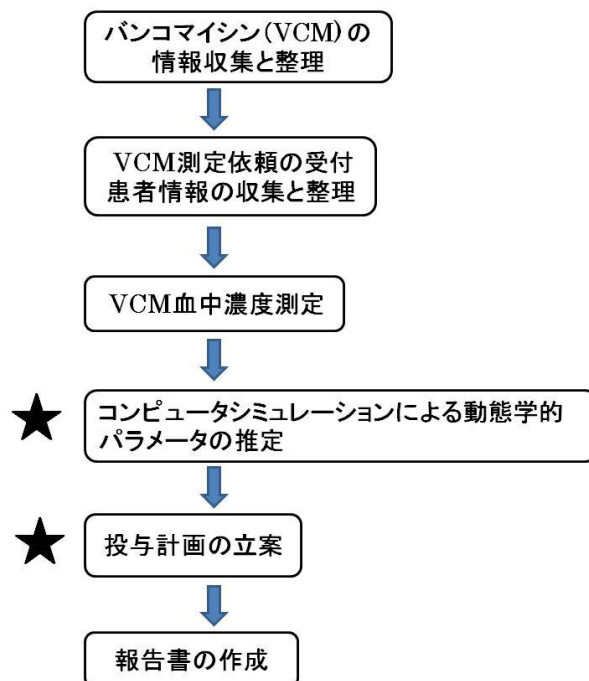 バンコマイシン(VCM)の
情報収集と整理
VCM測定依頼の受付
患者情報の収集と整理
VCM血中濃度測定
コンピュータシミュレーションによる動態学的
パラメータの推定
投与計画の立案
報告書の作成